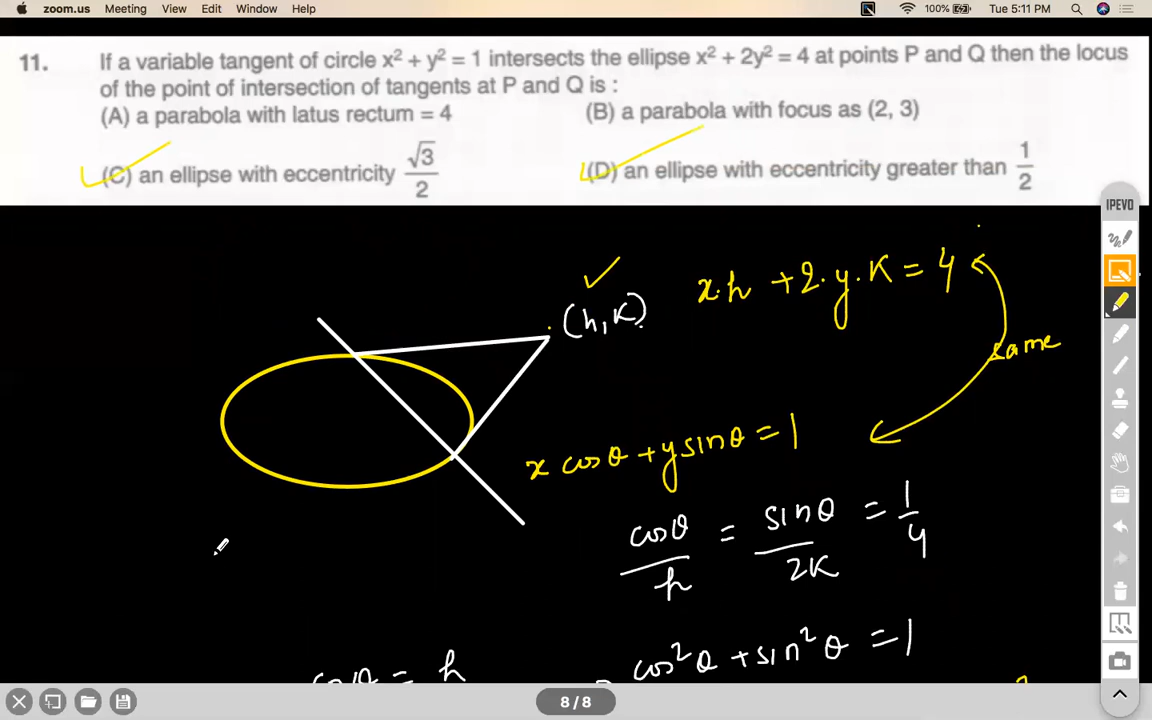 zoom.us Meeting View Edit Window Help 100% Tue 5:11 PM
11. If a variable tangent of circle x² + y² = 1 intersects the ellipse x² + 2y² = 4 at points P and Q then the locus
of the point of intersection of tangents at P and Q is :
(A) a parabola with latus rectum = 4 (B) a parabola with focus as (2, 3)
(C) an ellipse with eccentricity √3/2 (D) an ellipse with eccentricity greater than 1/2
IPEVO
x·h + 2·y·K = 4
(h, K)
same
x cosθ + y sinθ = 1
cosθ/h = sinθ/2K = 1/4
cos²θ + sin²θ = 1
cosθ = h
8 / 8